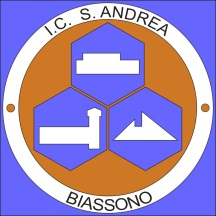 I.C. S. ANDREA
BIASSONO